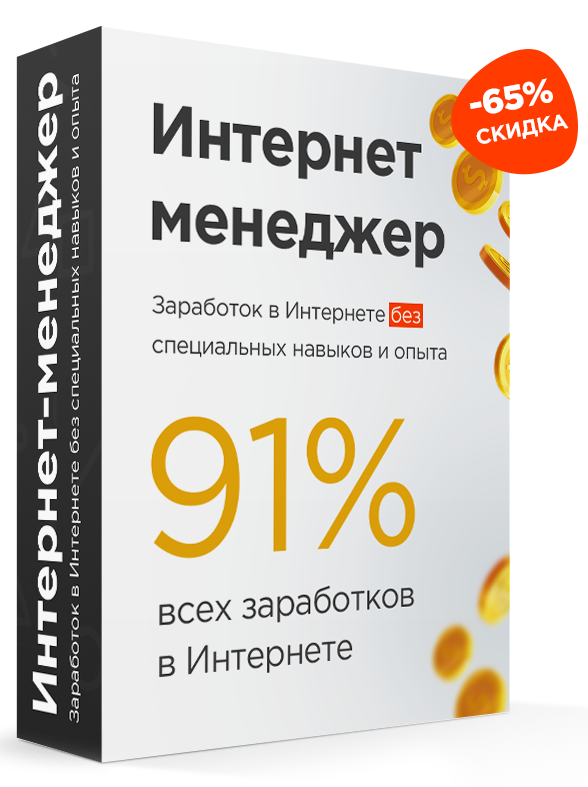 Интернет-менеджер
Заработок в Интернете без специальных навыков и опыта
-65%
СКИДКА
Интернет
менеджер
Заработок в Интернете без
специальных навыков и опыта
91%
всех заработков
в Интернете